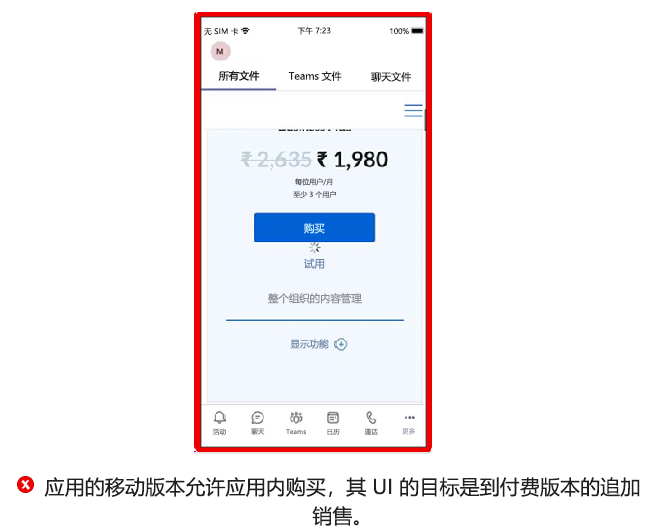 无 SIM 卡 下午 7:23 100%
M
所有文件 Teams 文件 聊天文件
₹ 2,635 ₹ 1,980
每位用户/月
至少 3 个用户
购买
试用
整个组织的内容管理
显示功能
活动 聊天 Teams 日历 通话 更多
应用的移动版本允许应用内购买，其 UI 的目标是到付费版本的追加
销售。